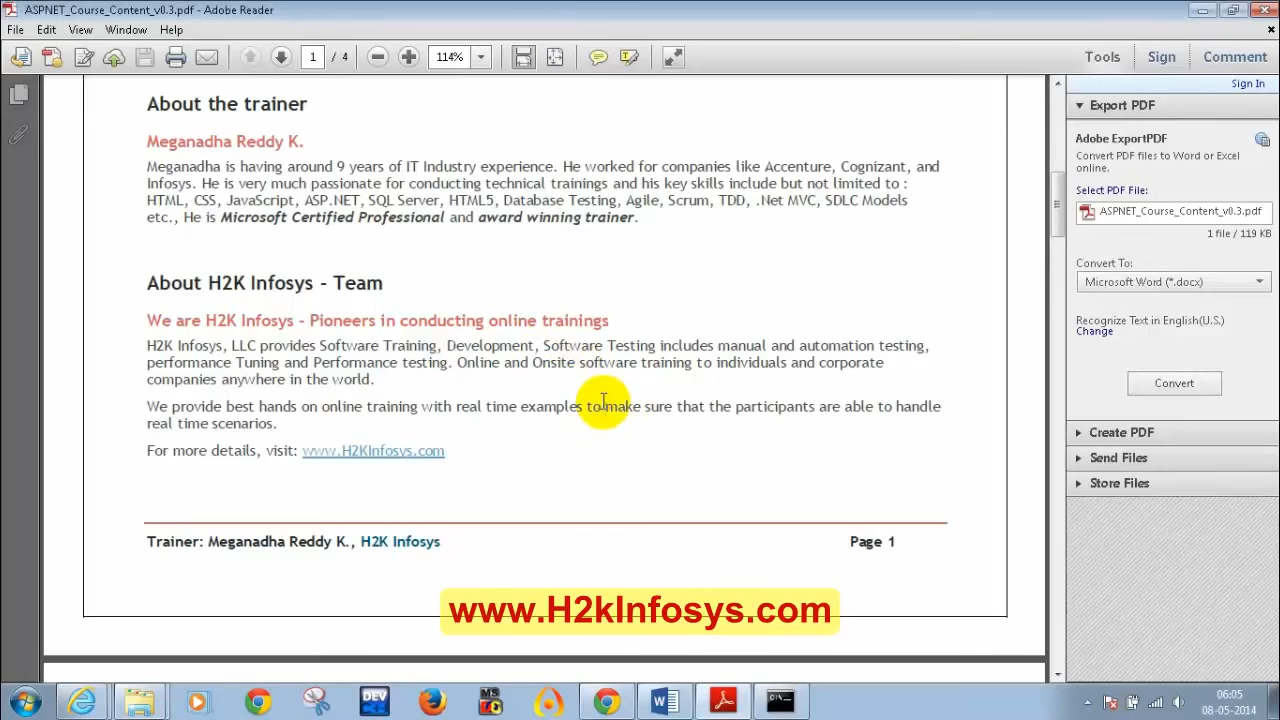 ASPNET_Course_Content_v0.3.pdf - Adobe Reader
File Edit View Window Help
1 / 4 114% Tools Sign Comment
Sign In
About the trainer
Meganadha Reddy K.
Meganadha is having around 9 years of IT Industry experience. He worked for companies like Accenture, Cognizant, and
Infosys. He is very much passionate for conducting technical trainings and his key skills include but not limited to :
HTML, CSS, JavaScript, ASP.NET, SQL Server, HTML5, Database Testing, Agile, Scrum, TDD, .Net MVC, SDLC Models
etc., He is Microsoft Certified Professional and award winning trainer.
About H2K Infosys - Team
We are H2K Infosys - Pioneers in conducting online trainings
H2K Infosys, LLC provides Software Training, Development, Software Testing includes manual and automation testing,
performance Tuning and Performance testing. Online and Onsite software training to individuals and corporate
companies anywhere in the world.
We provide best hands on online training with real time examples to make sure that the participants are able to handle
real time scenarios.
For more details, visit: www.H2KInfosys.com
Trainer: Meganadha Reddy K., H2K Infosys Page 1
www.H2kInfosys.com
Export PDF
Adobe ExportPDF
Convert PDF files to Word or Excel
online.
Select PDF File:
ASPNET_Course_Content_v0.3.pdf
1 file / 119 KB
Convert To:
Microsoft Word (*.docx)
Recognize Text in English(U.S.)
Change
Convert
Create PDF
Send Files
Store Files
DEV
MS
C:\
06:05
08-05-2014